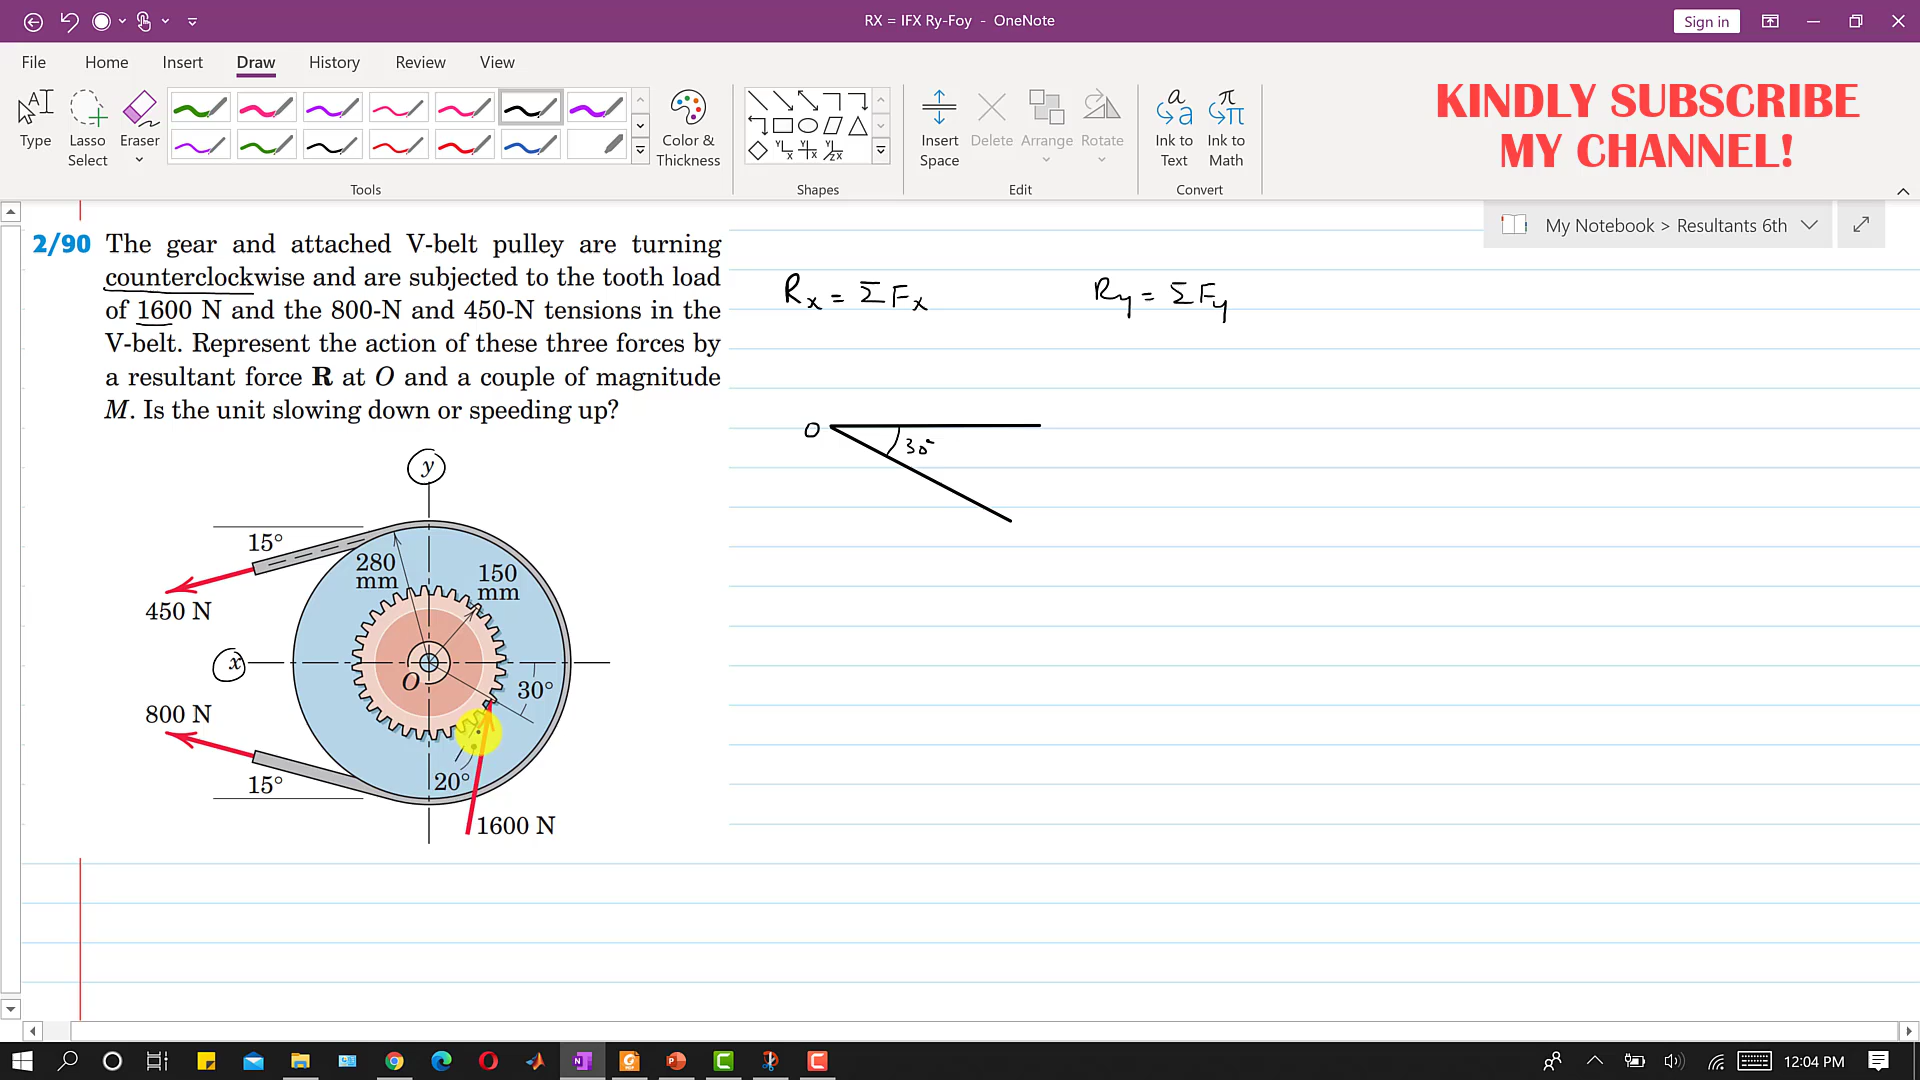 RX = IFX Ry-Foy - OneNote
Sign in
File Home Insert Draw History Review View
Type
Lasso Select
Eraser
Color & Thickness
Insert Space
Delete
Arrange
Rotate
Ink to Text
Ink to Math
Tools
Shapes
Edit
Convert
KINDLY SUBSCRIBE
MY CHANNEL!
My Notebook > Resultants 6th
2/90 The gear and attached V-belt pulley are turning
counterclockwise and are subjected to the tooth load
of 1600 N and the 800-N and 450-N tensions in the
V-belt. Represent the action of these three forces by
a resultant force R at O and a couple of magnitude
M. Is the unit slowing down or speeding up?
Rx = ΣFx
Ry = ΣFy
O
30°
y
15°
280 mm
150 mm
450 N
x
O
30°
800 N
15°
20°
1600 N
12:04 PM